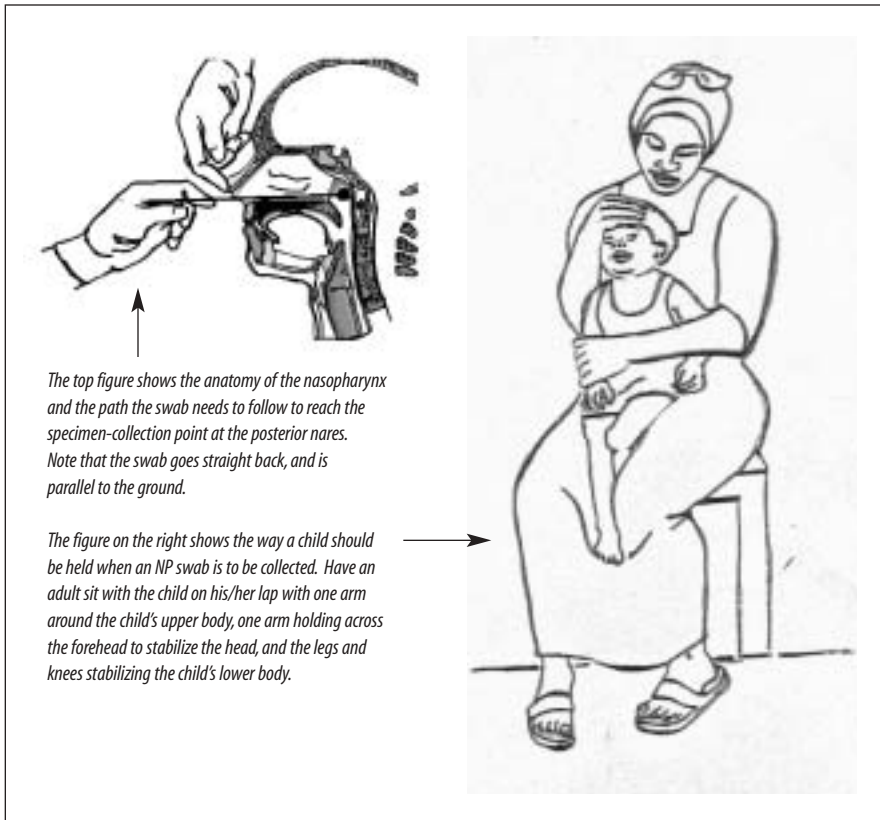 The top figure shows the anatomy of the nasopharynx
and the path the swab needs to follow to reach the
specimen-collection point at the posterior nares.
Note that the swab goes straight back, and is
parallel to the ground.
The figure on the right shows the way a child should
be held when an NP swab is to be collected. Have an
adult sit with the child on his/her lap with one arm
around the child's upper body, one arm holding across
the forehead to stabilize the head, and the legs and
knees stabilizing the child's lower body.